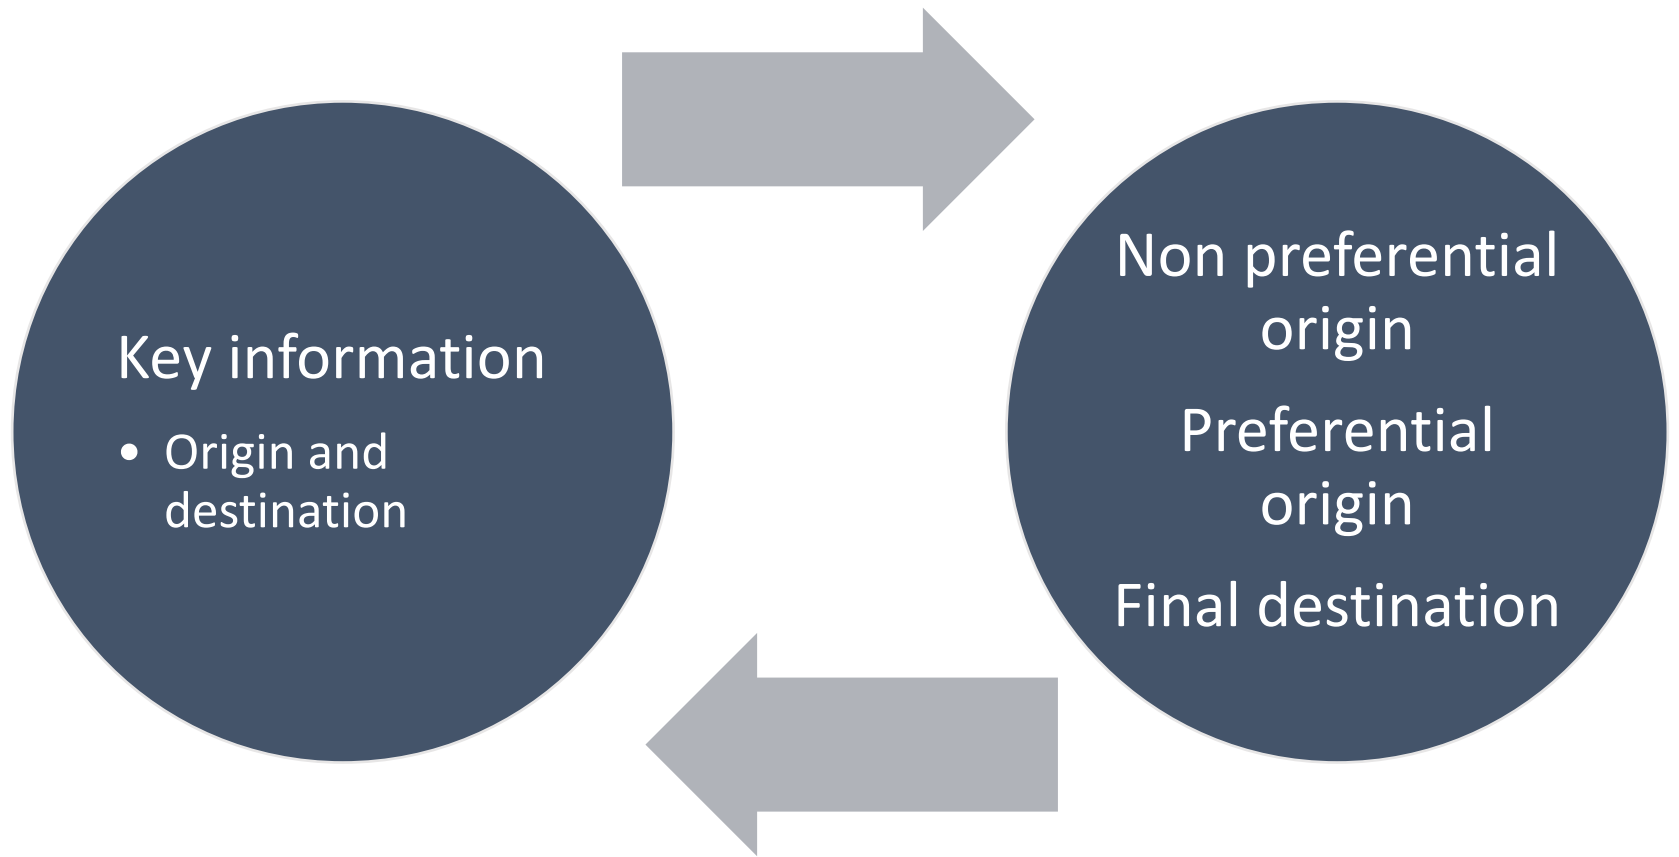 Key information
• Origin and
destination
Non preferential
origin
Preferential
origin
Final destination